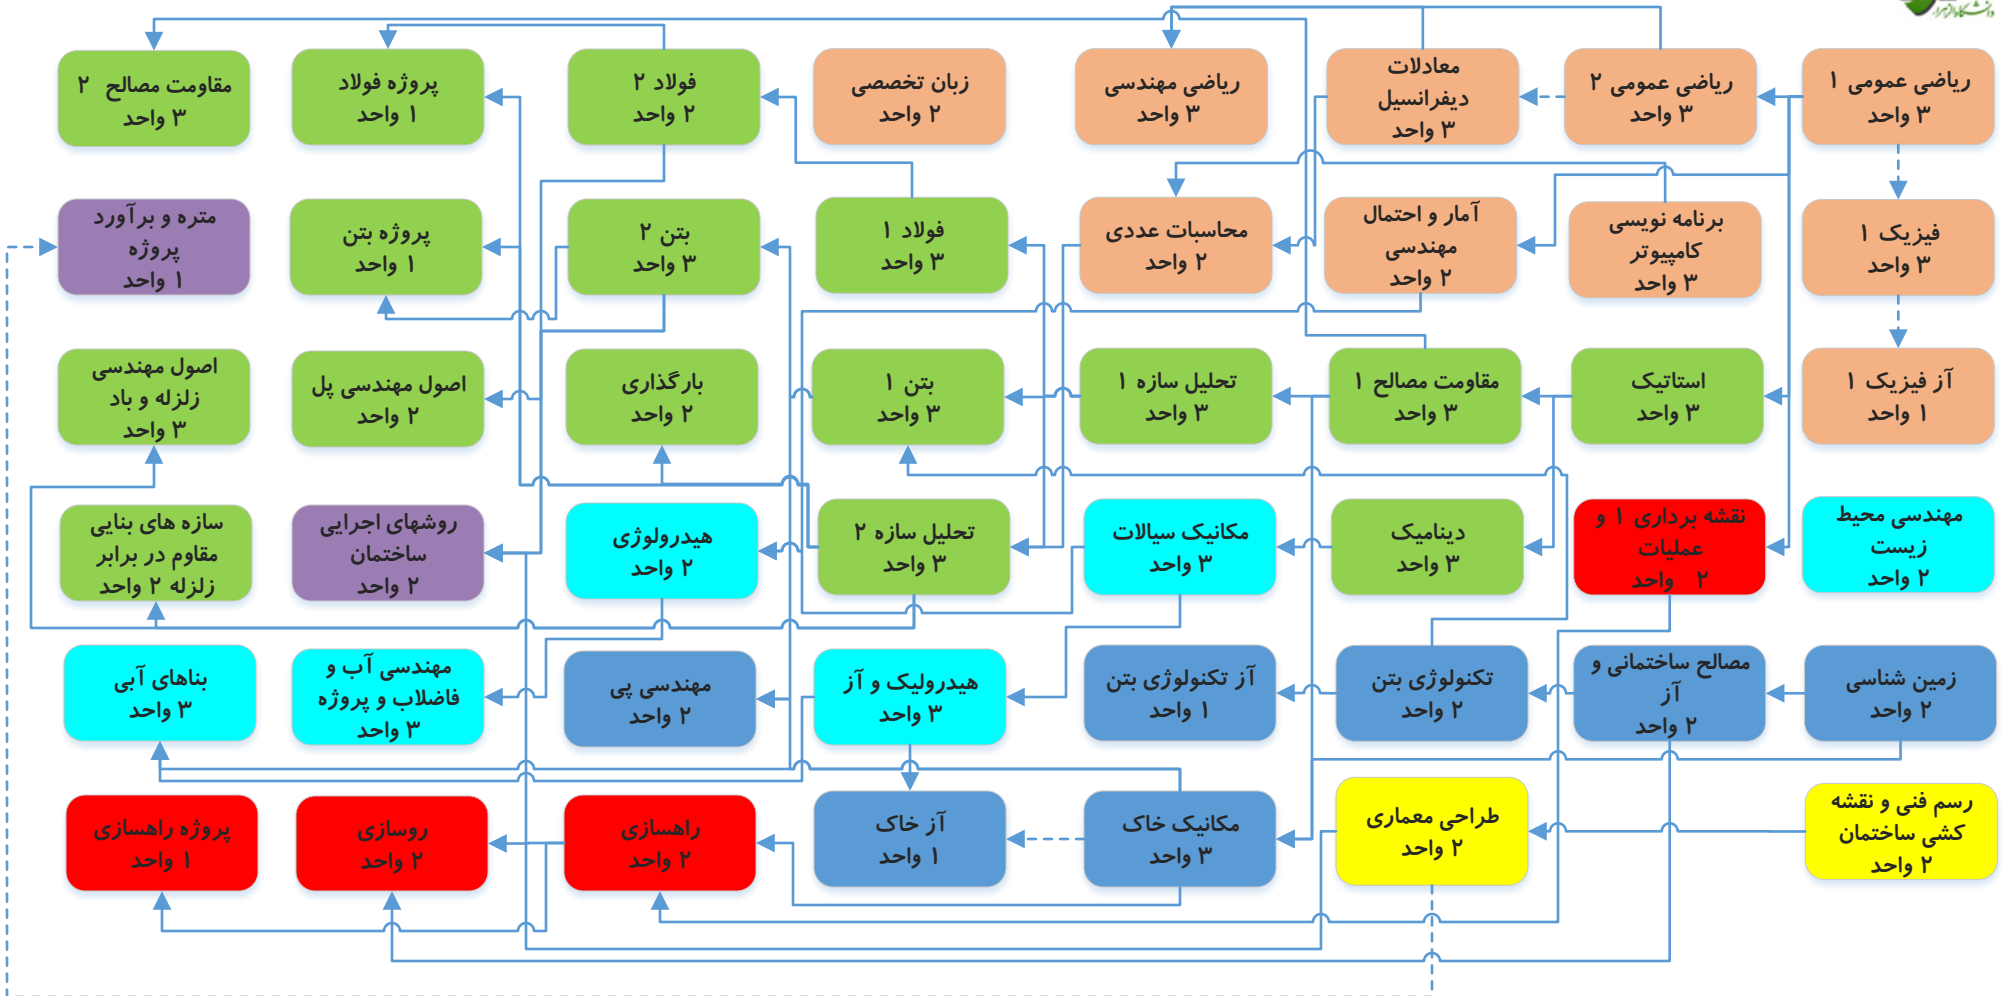 دانشگاه الزهرا
ریاضی عمومی ۱
۳ واحد
ریاضی عمومی ۲
۳ واحد
معادلات
دیفرانسیل
۳ واحد
ریاضی مهندسی
۳ واحد
زبان تخصصی
۲ واحد
فولاد ۲
۲ واحد
پروژه فولاد
۱ واحد
مقاومت مصالح ۲
۳ واحد
فیزیک ۱
۳ واحد
برنامه نویسی
کامپیوتر
۳ واحد
آمار و احتمال
مهندسی
۲ واحد
محاسبات عددی
۲ واحد
فولاد ۱
۳ واحد
بتن ۲
۳ واحد
پروژه بتن
۱ واحد
متره و برآورد
پروژه
۱ واحد
آز فیزیک ۱
۱ واحد
استاتیک
۳ واحد
مقاومت مصالح ۱
۳ واحد
تحلیل سازه ۱
۳ واحد
بتن ۱
۳ واحد
بارگذاری
۲ واحد
اصول مهندسی پل
۲ واحد
اصول مهندسی
زلزله و باد
۳ واحد
مهندسی محیط
زیست
۲ واحد
نقشه برداری ۱ و
عملیات
۲ واحد
دینامیک
۳ واحد
مکانیک سیالات
۳ واحد
تحلیل سازه ۲
۳ واحد
هیدرولوژی
۲ واحد
روشهای اجرایی
ساختمان
۲ واحد
سازه های بنایی
مقاوم در برابر
زلزله ۲ واحد
زمین شناسی
۲ واحد
مصالح ساختمانی و
آز
۲ واحد
تکنولوژی بتن
۲ واحد
آز تکنولوژی بتن
۱ واحد
هیدرولیک و آز
۳ واحد
مهندسی پی
۲ واحد
مهندسی آب و
فاضلاب و پروژه
۳ واحد
بناهای آبی
۳ واحد
رسم فنی و نقشه
کشی ساختمان
۲ واحد
طراحی معماری
۲ واحد
مکانیک خاک
۳ واحد
آز خاک
۱ واحد
راهسازی
۲ واحد
روسازی
۲ واحد
پروژه راهسازی
۱ واحد